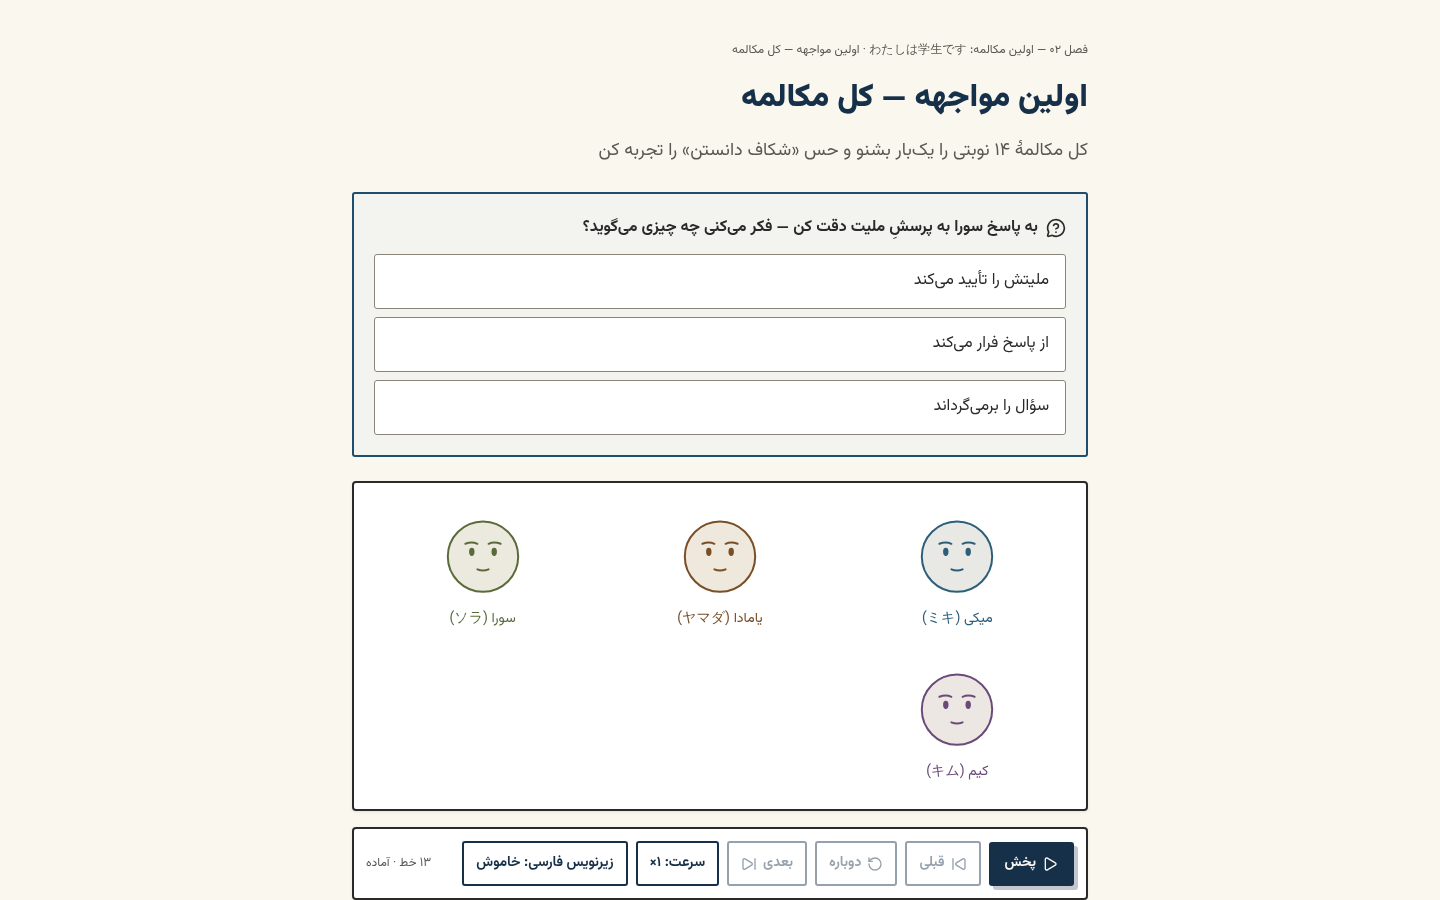 فصل ۰۲ — اولین مکالمه: わたしは学生です · اولین مواجهه — کل مکالمه
اولین مواجهه — کل مکالمه
کل مکالمهٔ ۱۴ نوبتی را یک‌بار بشنو و حس «شکاف دانستن» را تجربه کن
به پاسخ سورا به پرسشِ ملیت دقت کن — فکر می‌کنی چه چیزی می‌گوید؟
ملیتش را تأیید می‌کند
از پاسخ فرار می‌کند
سؤال را برمی‌گرداند
میکی (ミキ)
یامادا (ヤマダ)
سورا (ソラ)
کیم (キム)
پخش
قبلی
دوباره
بعدی
سرعت: ۱×
زیرنویس فارسی: خاموش
۱۳ خط · آماده